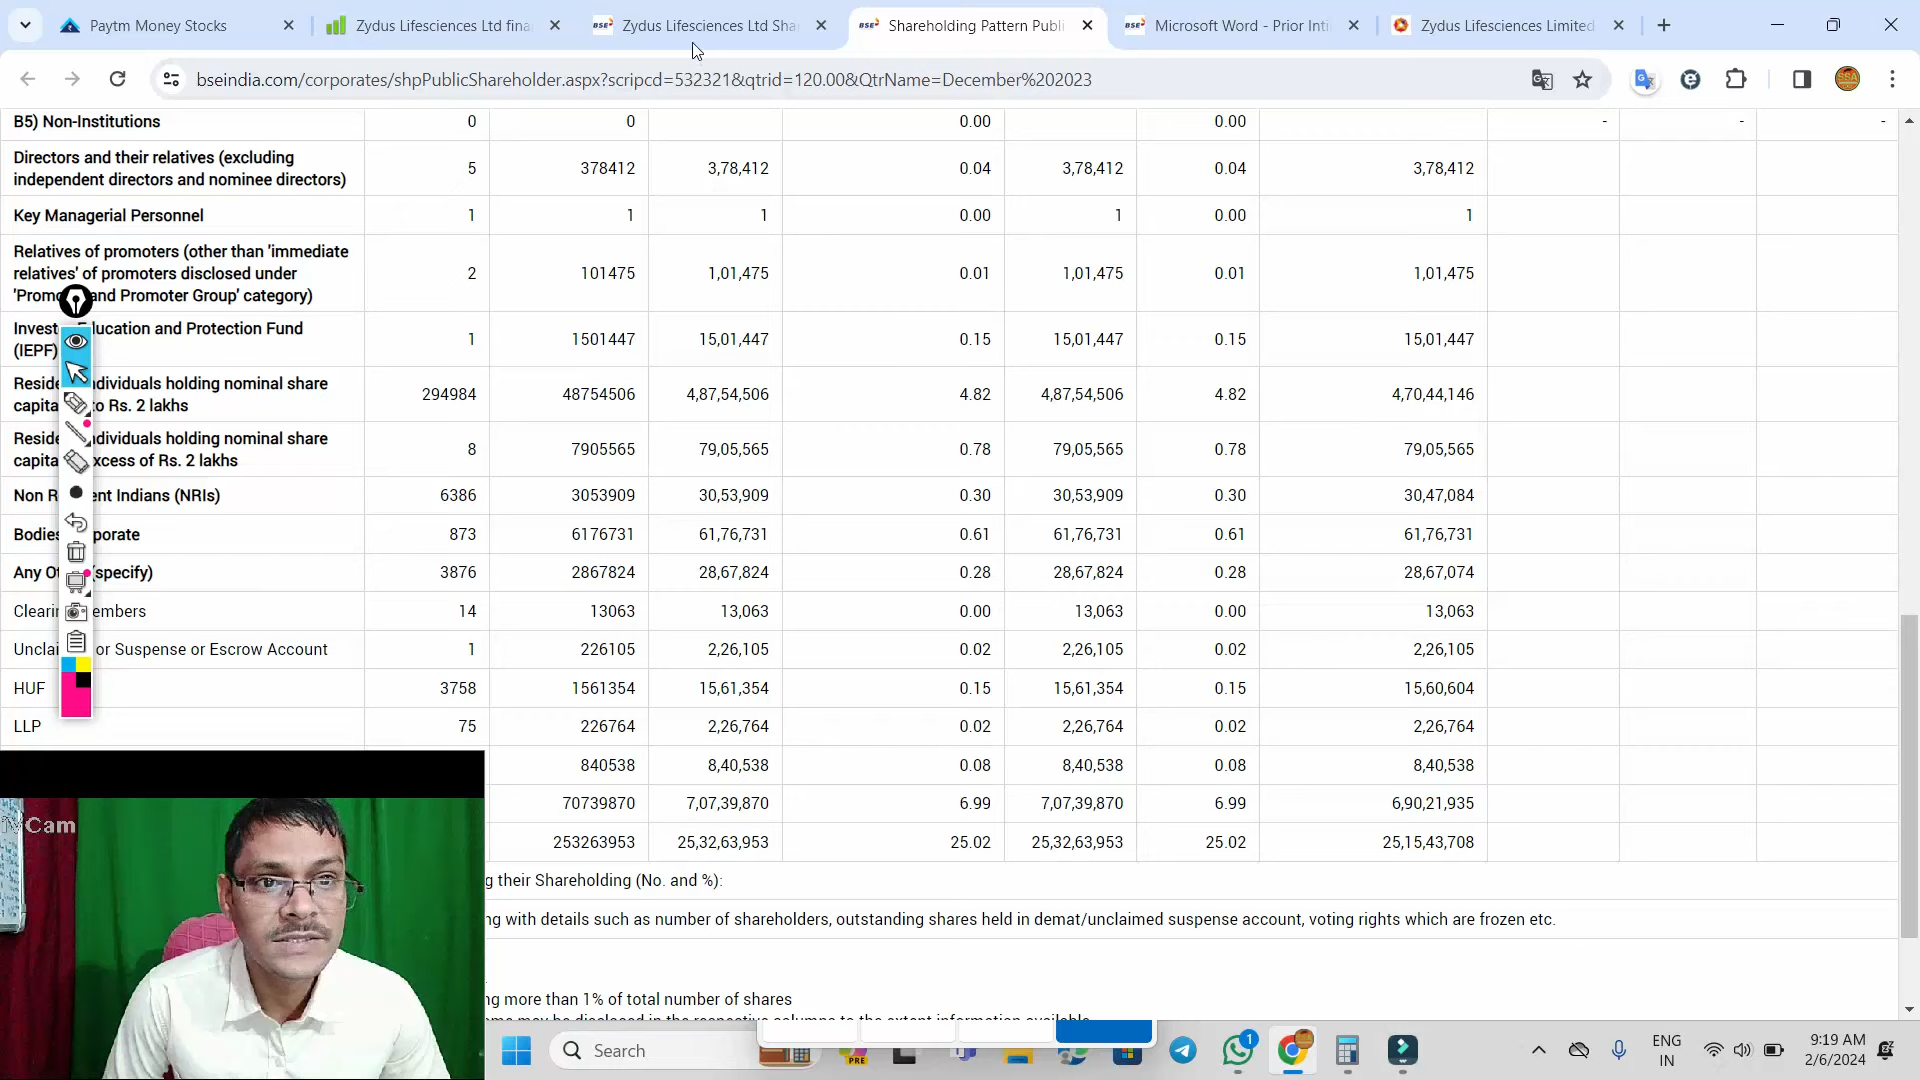 Paytm Money Stocks
Zydus Lifesciences Ltd fina
BSE Zydus Lifesciences Ltd Sha
BSE Shareholding Pattern Publi
BSE Microsoft Word - Prior Inti
Zydus Lifesciences Limited
bseindia.com/corporates/shpPublicShareholder.aspx?scripcd=532321&qtrid=120.00&QtrName=December%202023
B5) Non-Institutions 0 0 0.00 0.00 - - -
Directors and their relatives (excluding
independent directors and nominee directors) 5 378412 3,78,412 0.04 3,78,412 0.04 3,78,412
Key Managerial Personnel 1 1 1 0.00 1 0.00 1
Relatives of promoters (other than 'immediate
relatives' of promoters disclosed under 2 101475 1,01,475 0.01 1,01,475 0.01 1,01,475
'Promo and Promoter Group' category)
Invest ducation and Protection Fund
(IEPF) 1 1501447 15,01,447 0.15 15,01,447 0.15 15,01,447
Reside dividuals holding nominal share
capita to Rs. 2 lakhs 294984 48754506 4,87,54,506 4.82 4,87,54,506 4.82 4,70,44,146
Reside dividuals holding nominal share
capita xcess of Rs. 2 lakhs 8 7905565 79,05,565 0.78 79,05,565 0.78 79,05,565
Non R ent Indians (NRIs) 6386 3053909 30,53,909 0.30 30,53,909 0.30 30,47,084
Bodies porate 873 6176731 61,76,731 0.61 61,76,731 0.61 61,76,731
Any Ot (specify) 3876 2867824 28,67,824 0.28 28,67,824 0.28 28,67,074
Clearin embers 14 13063 13,063 0.00 13,063 0.00 13,063
Unclai or Suspense or Escrow Account 1 226105 2,26,105 0.02 2,26,105 0.02 2,26,105
HUF 3758 1561354 15,61,354 0.15 15,61,354 0.15 15,60,604
LLP 75 226764 2,26,764 0.02 2,26,764 0.02 2,26,764
840538 8,40,538 0.08 8,40,538 0.08 8,40,538
70739870 7,07,39,870 6.99 7,07,39,870 6.99 6,90,21,935
253263953 25,32,63,953 25.02 25,32,63,953 25.02 25,15,43,708
g their Shareholding (No. and %):
ng with details such as number of shareholders, outstanding shares held in demat/unclaimed suspense account, voting rights which are frozen etc.
ng more than 1% of total number of shares
Cam
Search
PRE
1
ENG
IN
9:19 AM
2/6/2024